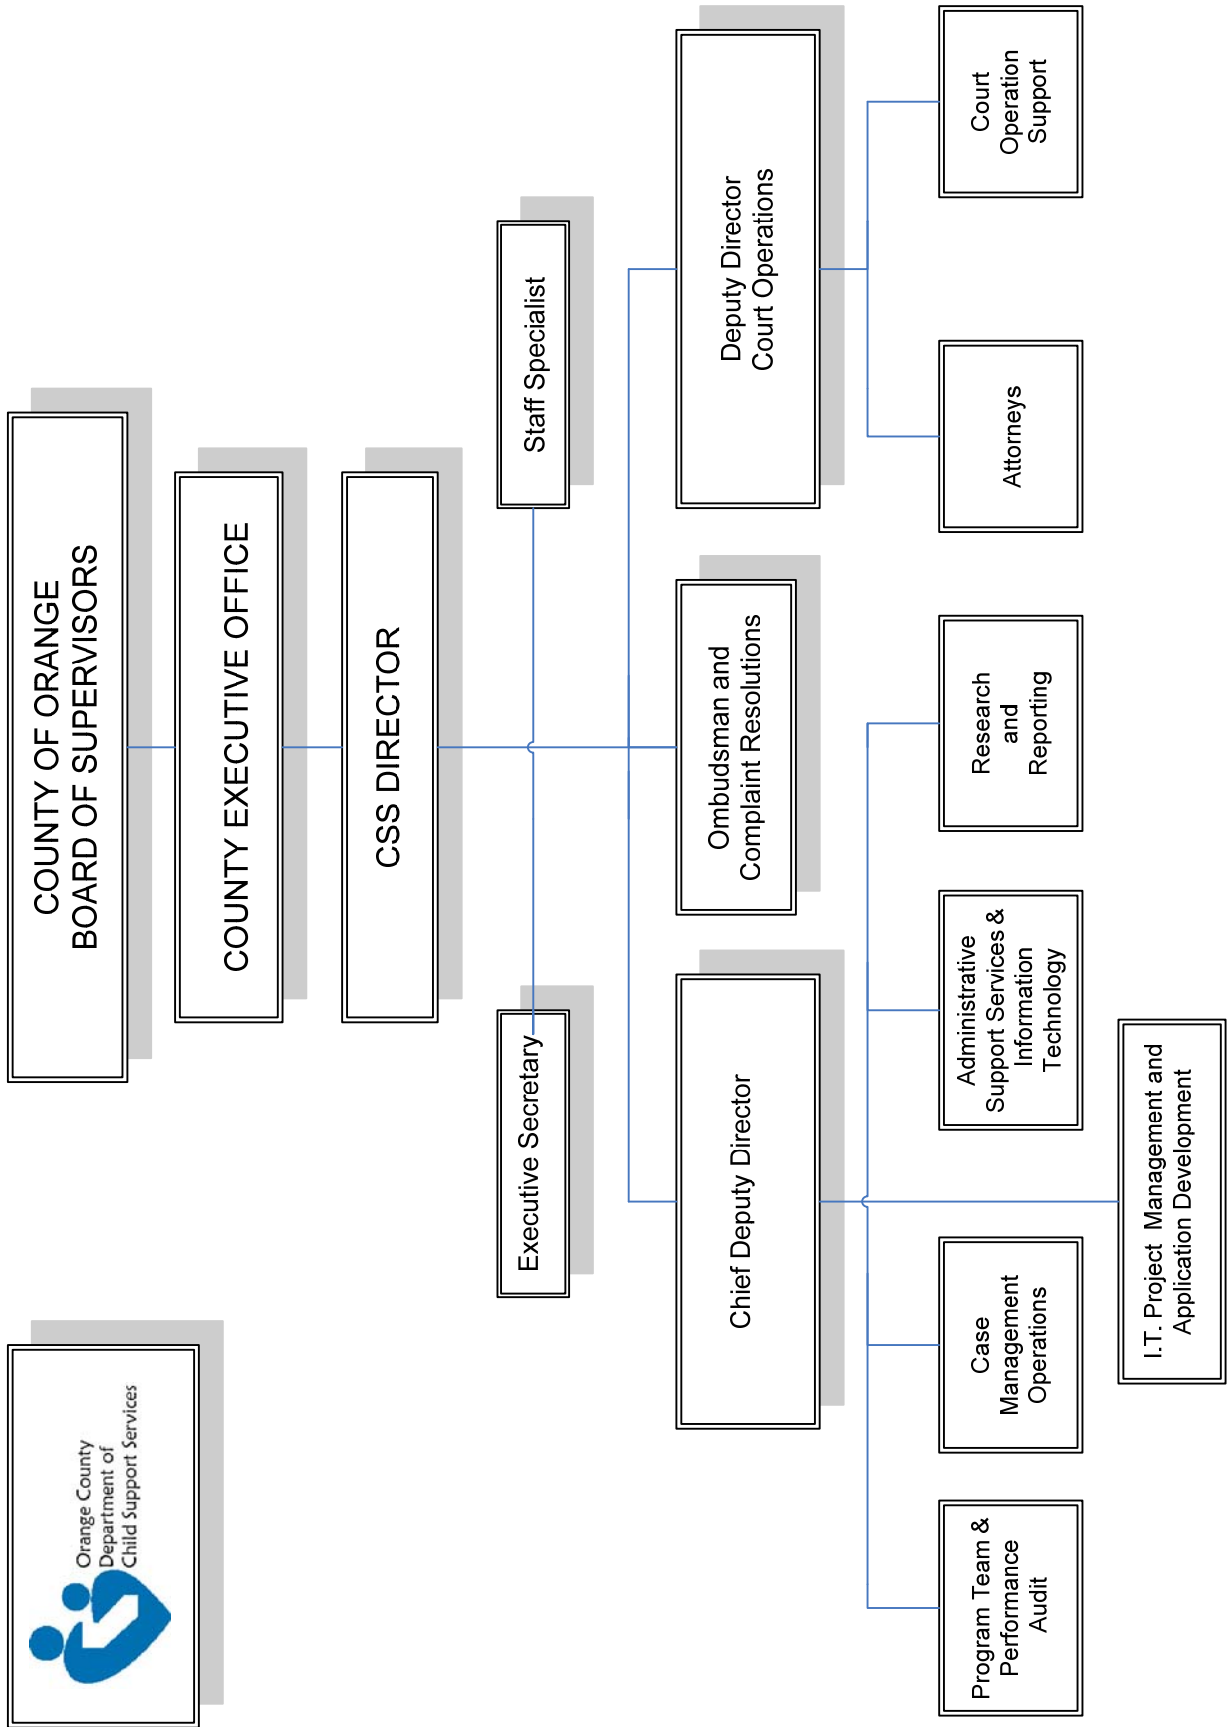 Orange County
Department of
Child Support Services
COUNTY OF ORANGE
BOARD OF SUPERVISORS
COUNTY EXECUTIVE OFFICE
CSS DIRECTOR
Executive Secretary
Staff Specialist
Chief Deputy Director
Ombudsman and
Complaint Resolutions
Deputy Director
Court Operations
Program Team &
Performance
Audit
Case
Management
Operations
Administrative
Support Services &
Information
Technology
Research
and
Reporting
Attorneys
Court
Operation
Support
I.T. Project Management and
Application Development